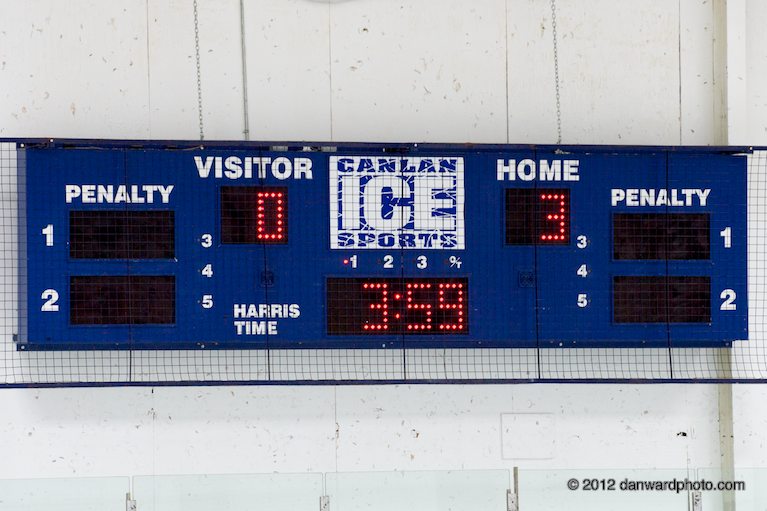 VISITOR
CANLAN
ICE
SPORTS
HOME
PENALTY
PENALTY
0
3
1
3
3
1
1 2 3 %
4
4
2
5
HARRIS
TIME
3:59
5
2
© 2012 danwardphoto.com